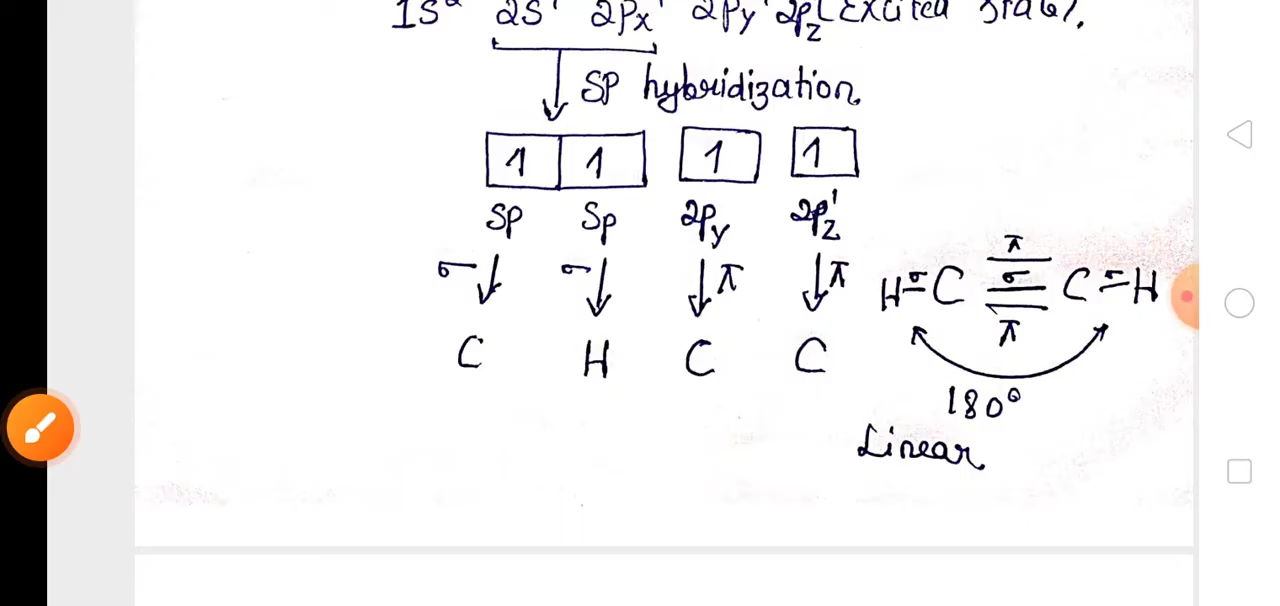 1S² 2S¹ 2Px¹ 2Py¹ 2pz¹ (Excited state).
SP hybridization.
1 1 1 1
SP Sp 2Py 2Pz¹
σ σ π π
C H C C
π
H σ C σ C σ H
π
180°
Linear